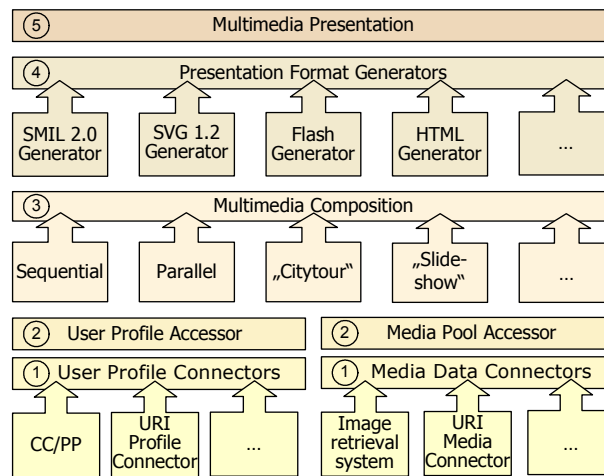 5 Multimedia Presentation
4 Presentation Format Generators
SMIL 2.0 Generator
SVG 1.2 Generator
Flash Generator
HTML Generator
...
3 Multimedia Composition
Sequential
Parallel
„Citytour“
„Slide-
show“
...
2 User Profile Accessor
2 Media Pool Accessor
1 User Profile Connectors
1 Media Data Connectors
CC/PP
URI
Profile
Connector
...
Image
retrieval
system
URI
Media
Connector
...